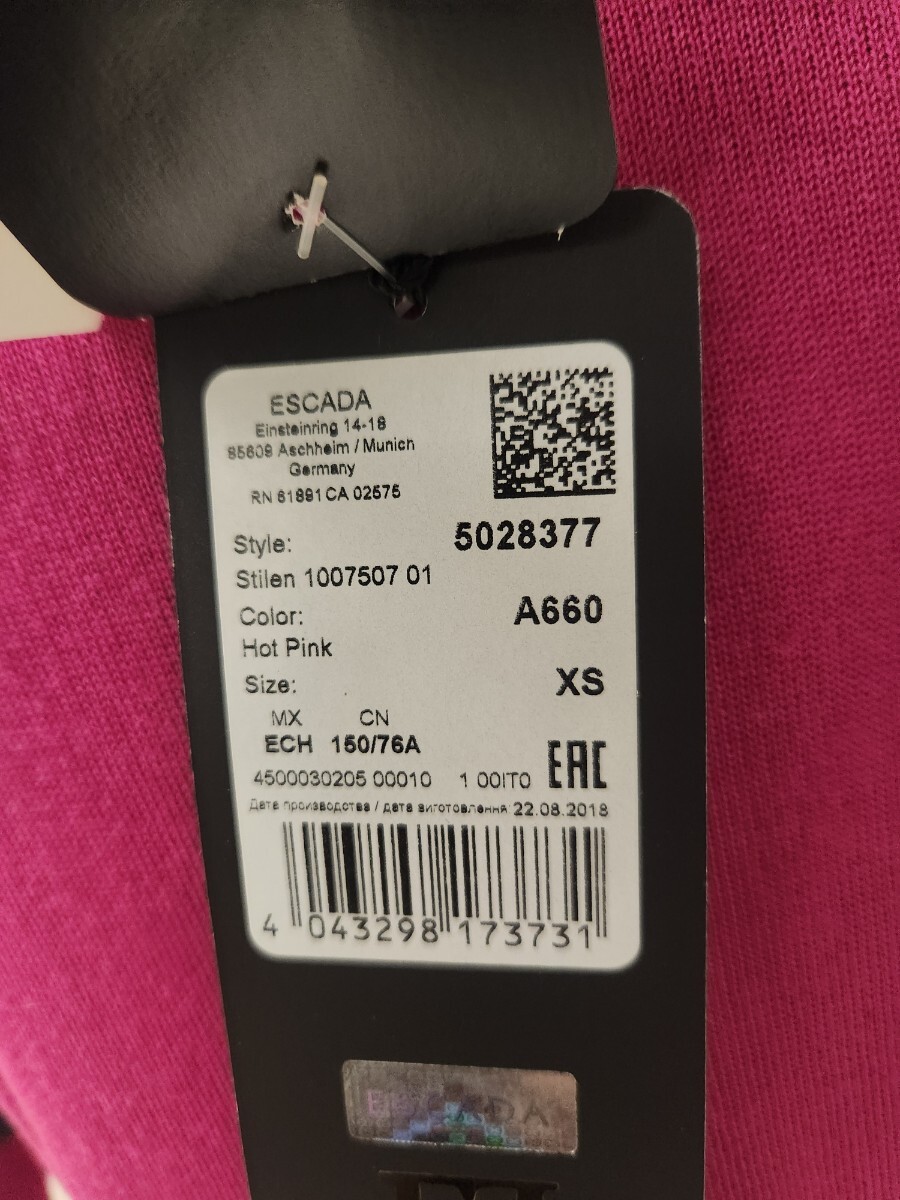 ESCADA
Einsteinring 14-18
85609 Aschheim / Munich
Germany
RN 61891 CA 02575
Style: 5028377
Stilen 1007507 01
Color: A660
Hot Pink
Size: XS
MX CN
ECH 150/76A
EAC
4500030205 00010 1 00IT0
Дата производства / дата виготовлення: 22.08.2018
4 043298 173731
ESCADA